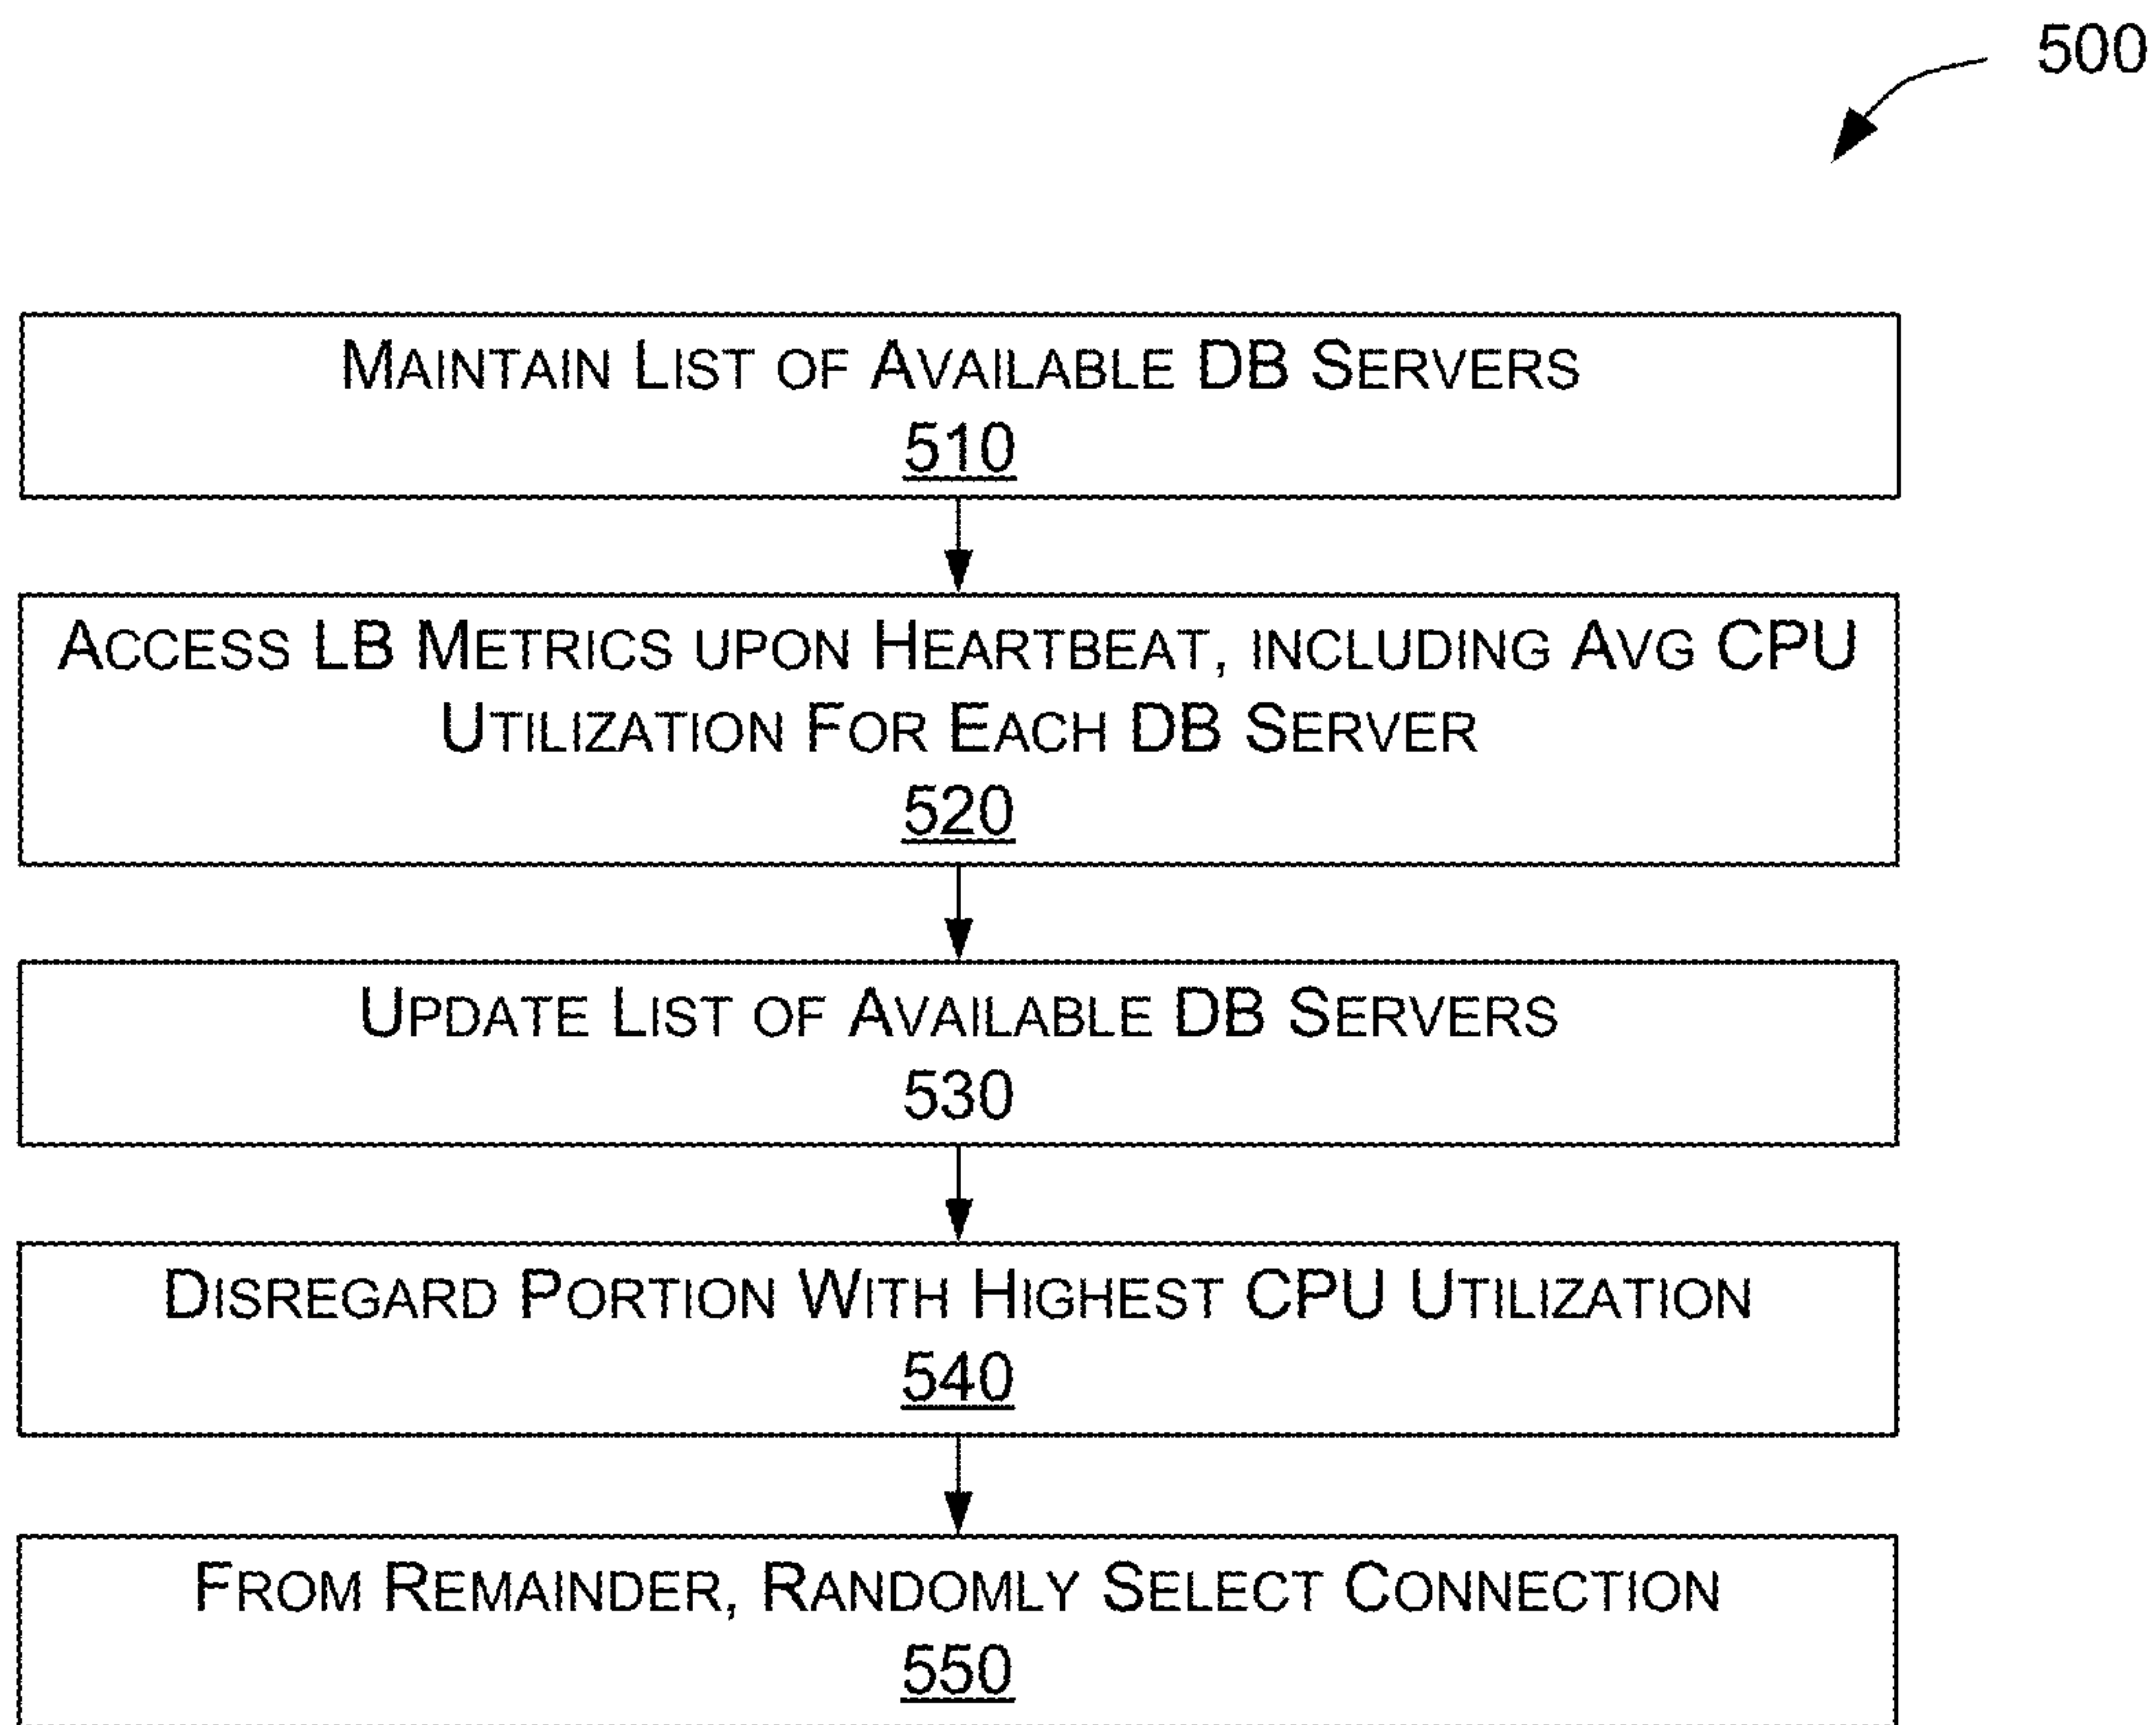 500
Maintain List of Available DB Servers
510
Access LB Metrics upon Heartbeat, including Avg CPU
Utilization For Each DB Server
520
Update List of Available DB Servers
530
Disregard Portion With Highest CPU Utilization
540
From Remainder, Randomly Select Connection
550